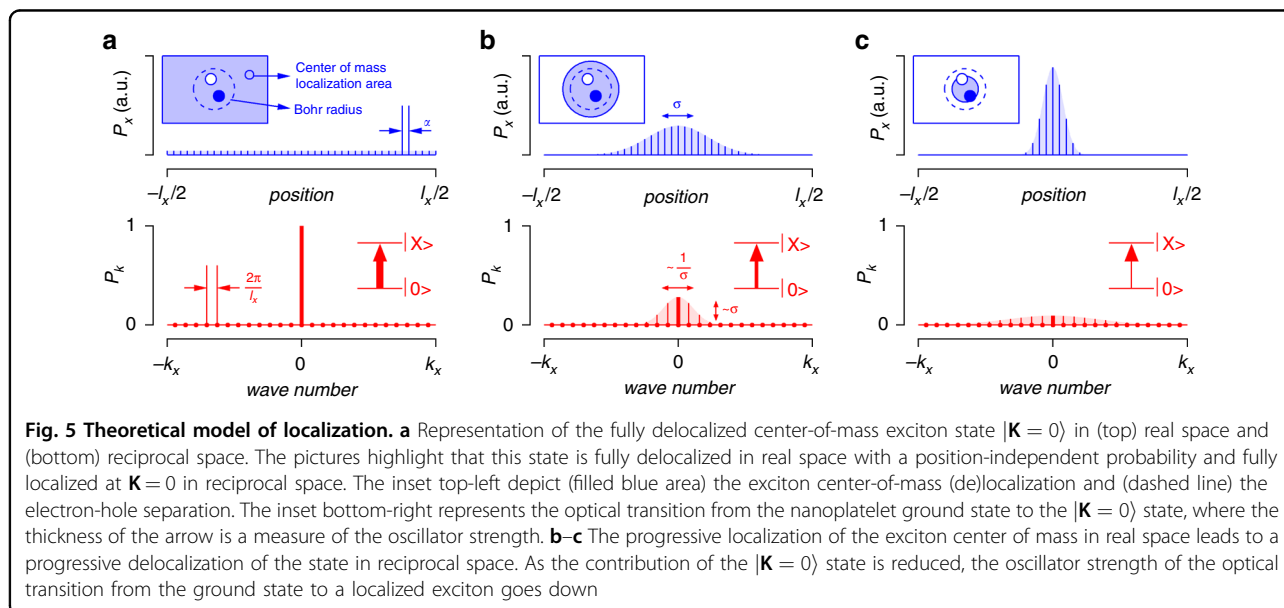 a
P_x (a.u.)
Center of mass
localization area
Bohr radius
α
–l_x/2
position
l_x/2
1
P_k
0
2π
l_x
|X>
|0>
–k_x
0
k_x
wave number
b
P_x (a.u.)
σ
–l_x/2
position
l_x/2
1
P_k
0
~ 1
σ
~σ
|X>
|0>
–k_x
0
k_x
wave number
c
P_x (a.u.)
–l_x/2
position
l_x/2
1
P_k
0
|X>
|0>
–k_x
0
k_x
wave number
Fig. 5 Theoretical model of localization. a Representation of the fully delocalized center-of-mass exciton state |K = 0⟩ in (top) real space and
(bottom) reciprocal space. The pictures highlight that this state is fully delocalized in real space with a position-independent probability and fully
localized at K = 0 in reciprocal space. The inset top-left depict (filled blue area) the exciton center-of-mass (de)localization and (dashed line) the
electron-hole separation. The inset bottom-right represents the optical transition from the nanoplatelet ground state to the |K = 0⟩ state, where the
thickness of the arrow is a measure of the oscillator strength. b–c The progressive localization of the exciton center of mass in real space leads to a
progressive delocalization of the state in reciprocal space. As the contribution of the |K = 0⟩ state is reduced, the oscillator strength of the optical
transition from the ground state to a localized exciton goes down